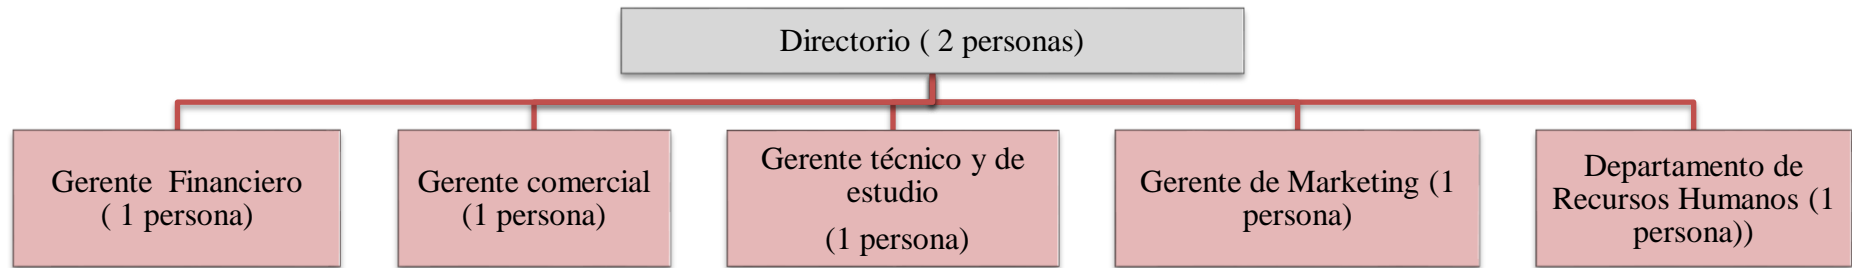 Directorio ( 2 personas)
Gerente  Financiero
( 1 persona)
Gerente comercial
(1 persona)
Gerente técnico y de
estudio
(1 persona)
Gerente de Marketing (1
persona)
Departamento de
Recursos Humanos (1
persona))